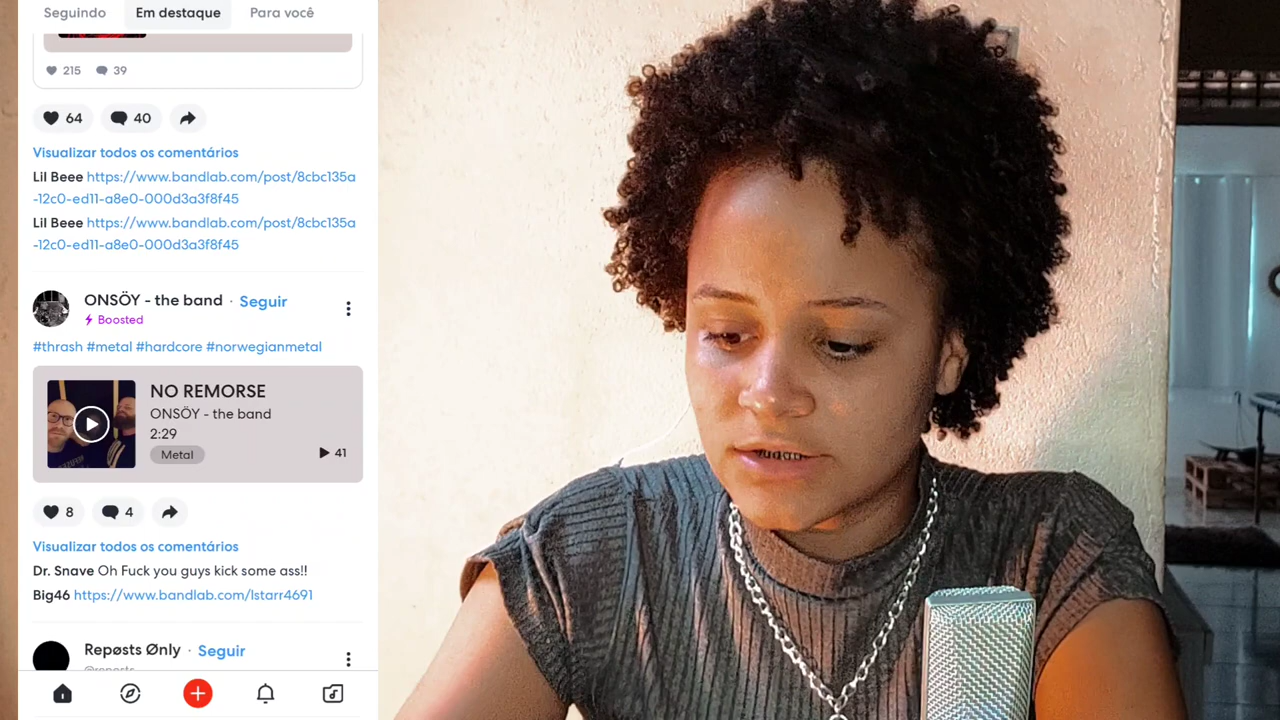 Seguindo Em destaque Para você
215 39
64 40
Visualizar todos os comentários
Lil Beee https://www.bandlab.com/post/8cbc135a
-12c0-ed11-a8e0-000d3a3f8f45
Lil Beee https://www.bandlab.com/post/8cbc135a
-12c0-ed11-a8e0-000d3a3f8f45
ONSÖY - the band · Seguir
Boosted
#thrash #metal #hardcore #norwegianmetal
NO REMORSE
ONSÖY - the band
2:29
Metal 41
8 4
Visualizar todos os comentários
Dr. Snave Oh Fuck you guys kick some ass!!
Big46 https://www.bandlab.com/lstarr4691
Repøsts Ønly · Seguir
@reposts